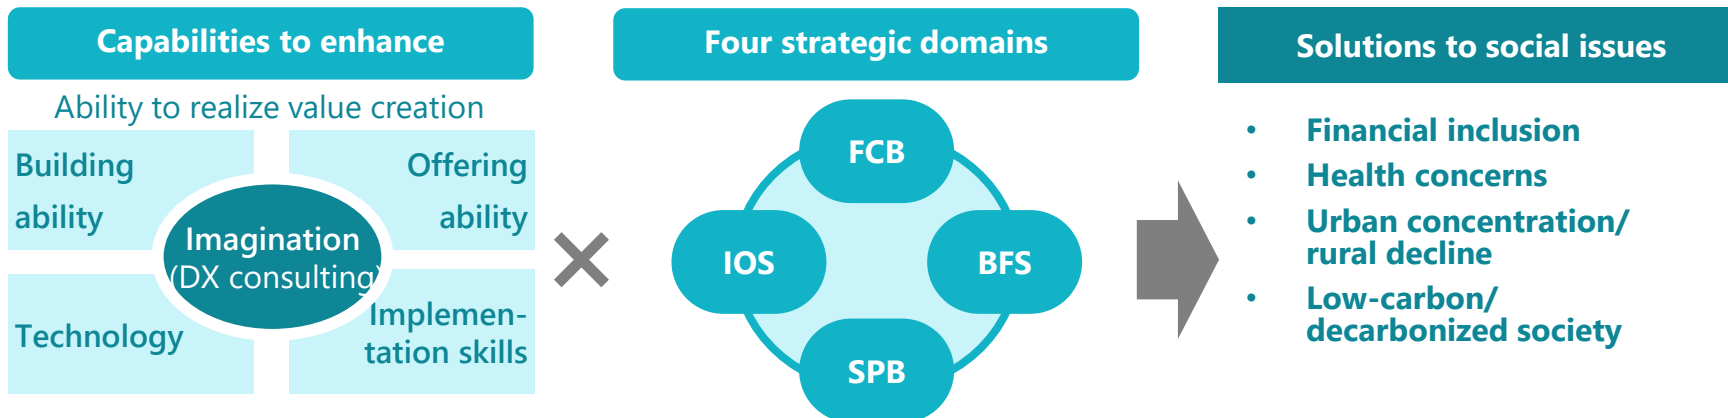 Capabilities to enhance
Ability to realize value creation
Building
ability
Offering
ability
Imagination
(DX consulting)
Technology
Implemen-
tation skills
Four strategic domains
FCB
IOS
BFS
SPB
Solutions to social issues
• Financial inclusion
• Health concerns
• Urban concentration/
rural decline
• Low-carbon/
decarbonized society